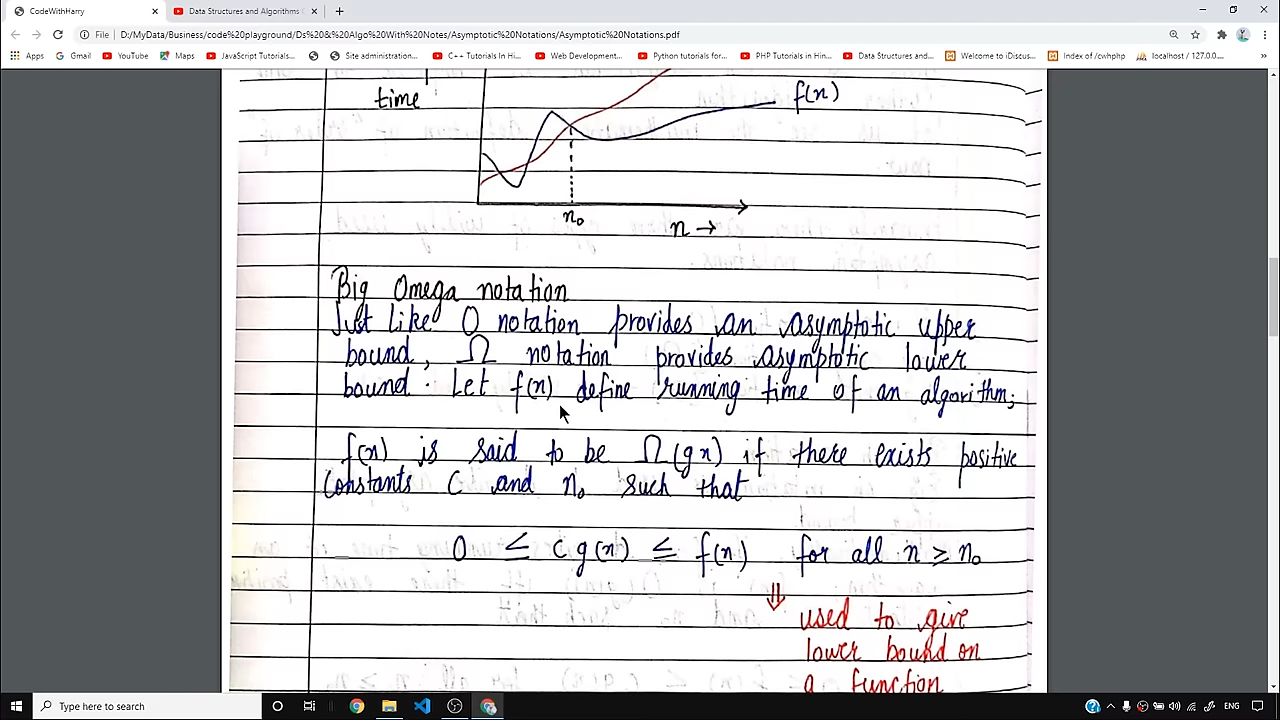 CodeWithHarry
Data Structures and Algorithms
File
D:/MyData/Business/code%20playground/Ds%20&%20Algo%20With%20Notes/Asymptotic%20Notations/Asymptotic%20Notations.pdf
Apps
Gmail
YouTube
Maps
JavaScript Tutorials...
Site administration...
C++ Tutorials In Hi...
Web Development...
Python tutorials for...
PHP Tutorials in Hin...
Data Structures and...
Welcome to iDiscus...
Index of /cwhphp
localhost / 127.0.0....
time
f(n)
n₀
n →
Big Omega notation
Just like O notation provides an asymptotic upper
bound, Ω notation provides asymptotic lower
bound. Let f(n) define running time of an algorithm;
f(n) is said to be Ω(gn) if there exists positive
constants C and n₀ such that
0 ≤ c g(n) ≤ f(n) for all n ≥ n₀
⇓
used to give
lower bound on
a function
Type here to search
ENG